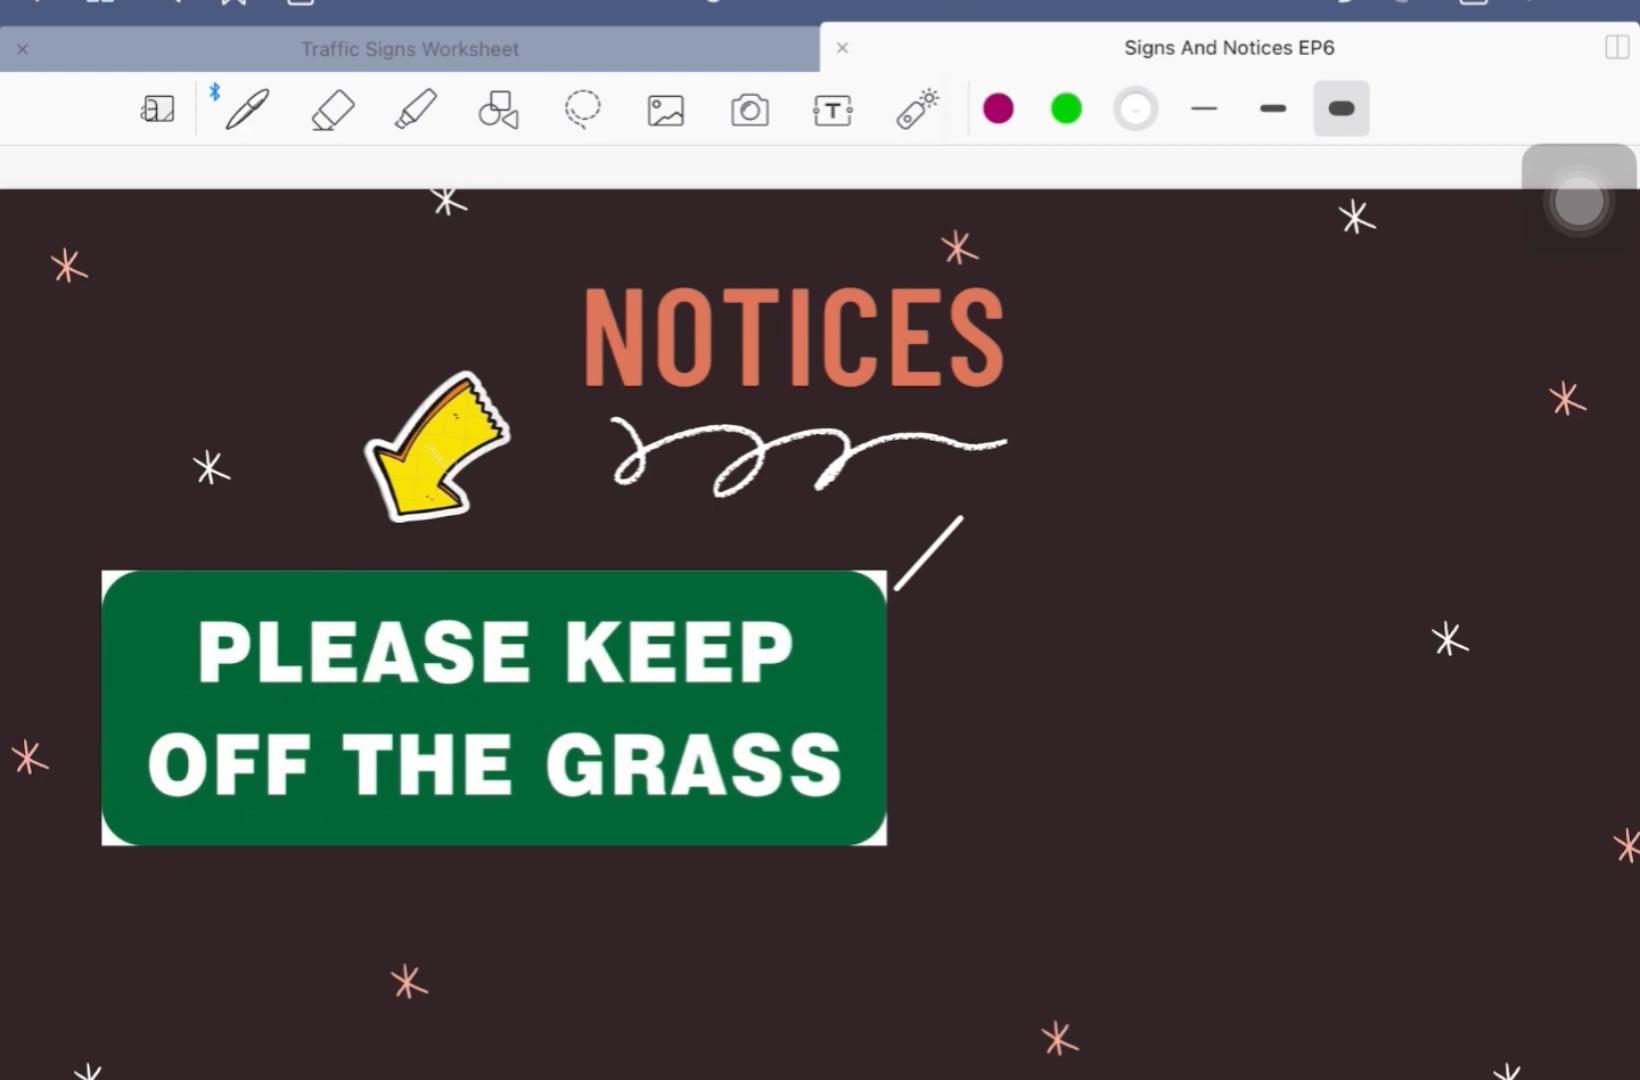 Traffic Signs Worksheet
Signs And Notices EP6
NOTICES
PLEASE KEEP
OFF THE GRASS